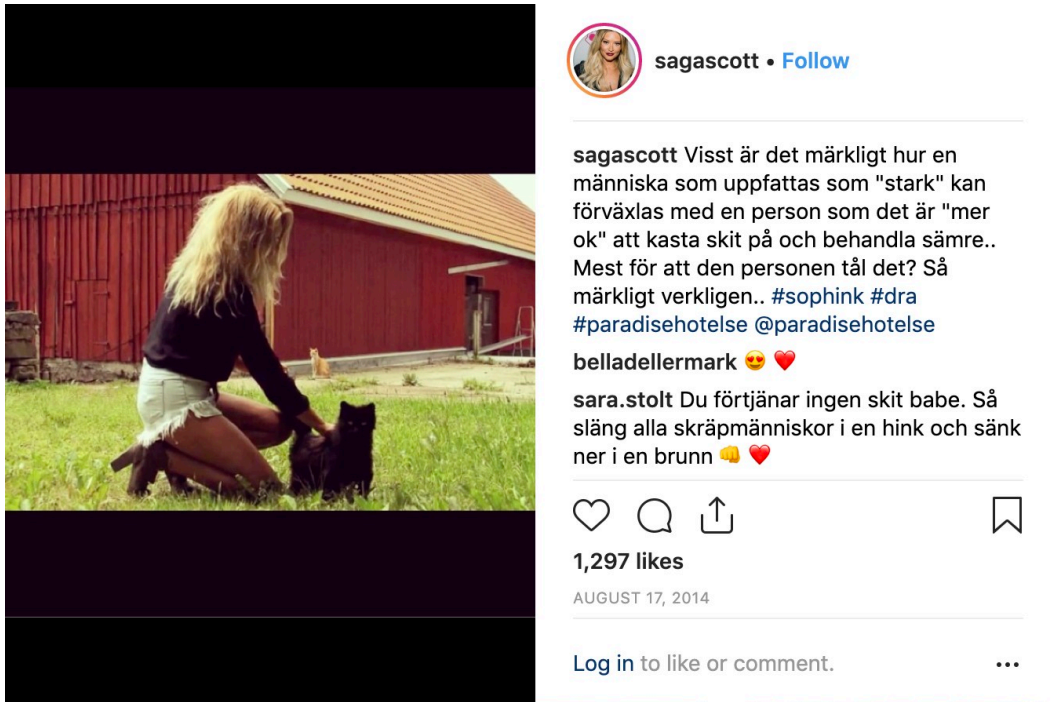 sagascott • Follow
sagascott Visst är det märkligt hur en
människa som uppfattas som "stark" kan
förväxlas med en person som det är "mer
ok" att kasta skit på och behandla sämre..
Mest för att den personen tål det? Så
märkligt verkligen.. #sophink #dra
#paradisehotelse @paradisehotelse
belladellermark 😍 ❤️
sara.stolt Du förtjänar ingen skit babe. Så
släng alla skräpmänniskor i en hink och sänk
ner i en brunn 👊 ❤️
1,297 likes
AUGUST 17, 2014
Log in to like or comment.